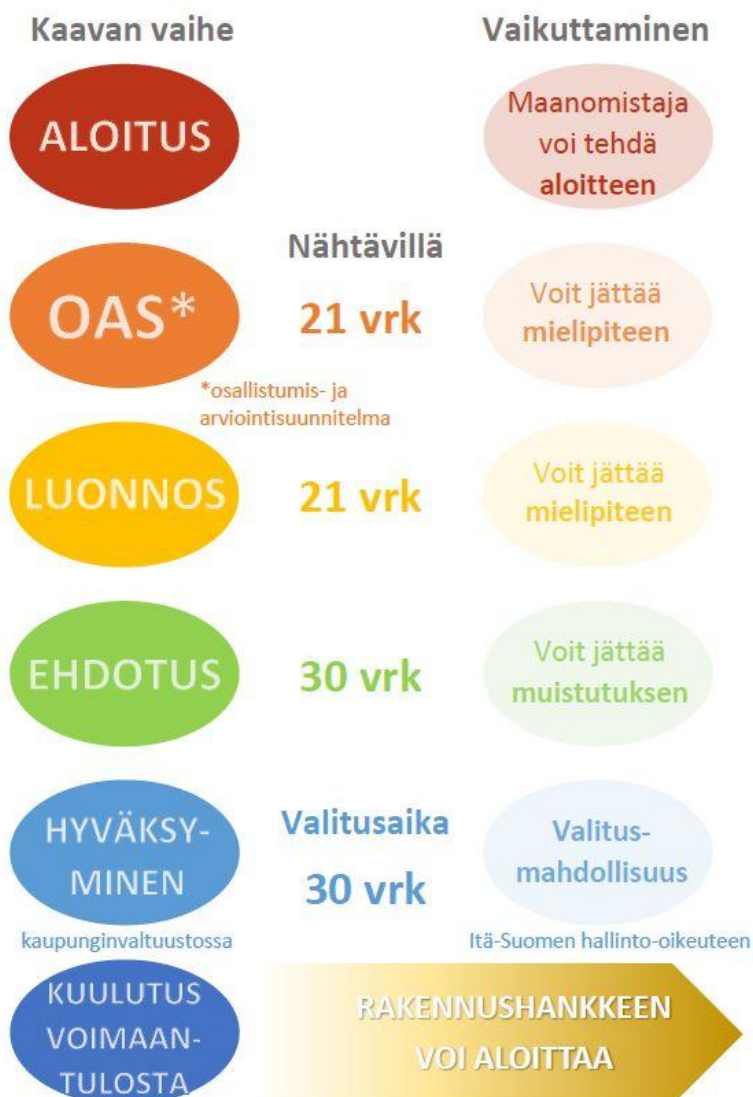 Kaavan vaihe
Vaikuttaminen
ALOITUS
Maanomistaja
voi tehdä
aloitteen
Nähtävillä
OAS*
21 vrk
Voit jättää
mielipiteen
*osallistumis- ja
arviointisuunnitelma
LUONNOS
21 vrk
Voit jättää
mielipiteen
EHDOTUS
30 vrk
Voit jättää
muistutuksen
HYVÄKSY-
MINEN
Valitusaika
30 vrk
Valitus-
mahdollisuus
kaupunginvaltuustossa
Itä-Suomen hallinto-oikeuteen
KUULUTUS
VOIMAAN-
TULOSTA
RAKENNUSHANKKEEN
VOI ALOITTAA